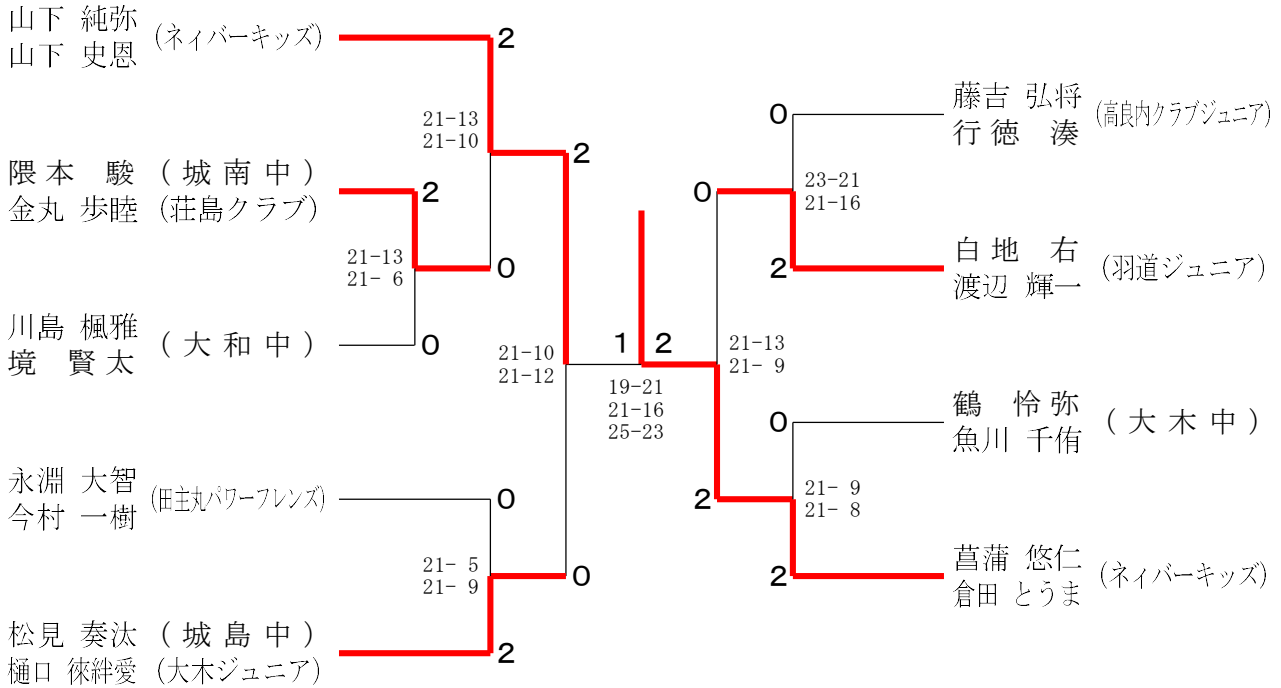 山下 純弥
山下 史恩
(ネイバーキッズ)
2
21-13
21-10
隈本 駿 (城南中)
金丸 歩睦 (荘島クラブ)
2
2
21-13
21- 6
0
川島 楓雅
境 賢太
(大和中)
0
21-10
21-12
永淵 大智
今村 一樹
(田主丸パワーフレンズ)
0
21- 5
21- 9
0
松見 奏汰 (城島中)
樋口 徠絆愛 (大木ジュニア)
2
1 2
19-21
21-16
25-23
0
藤吉 弘将
行徳 湊
(高良内クラブジュニア)
0
23-21
21-16
2
白地 右
渡辺 輝一
(羽道ジュニア)
21-13
21- 9
0
鶴 怜弥
魚川 千侑
(大木中)
2
21- 9
21- 8
2
菖蒲 悠仁
倉田 とうま
(ネイバーキッズ)